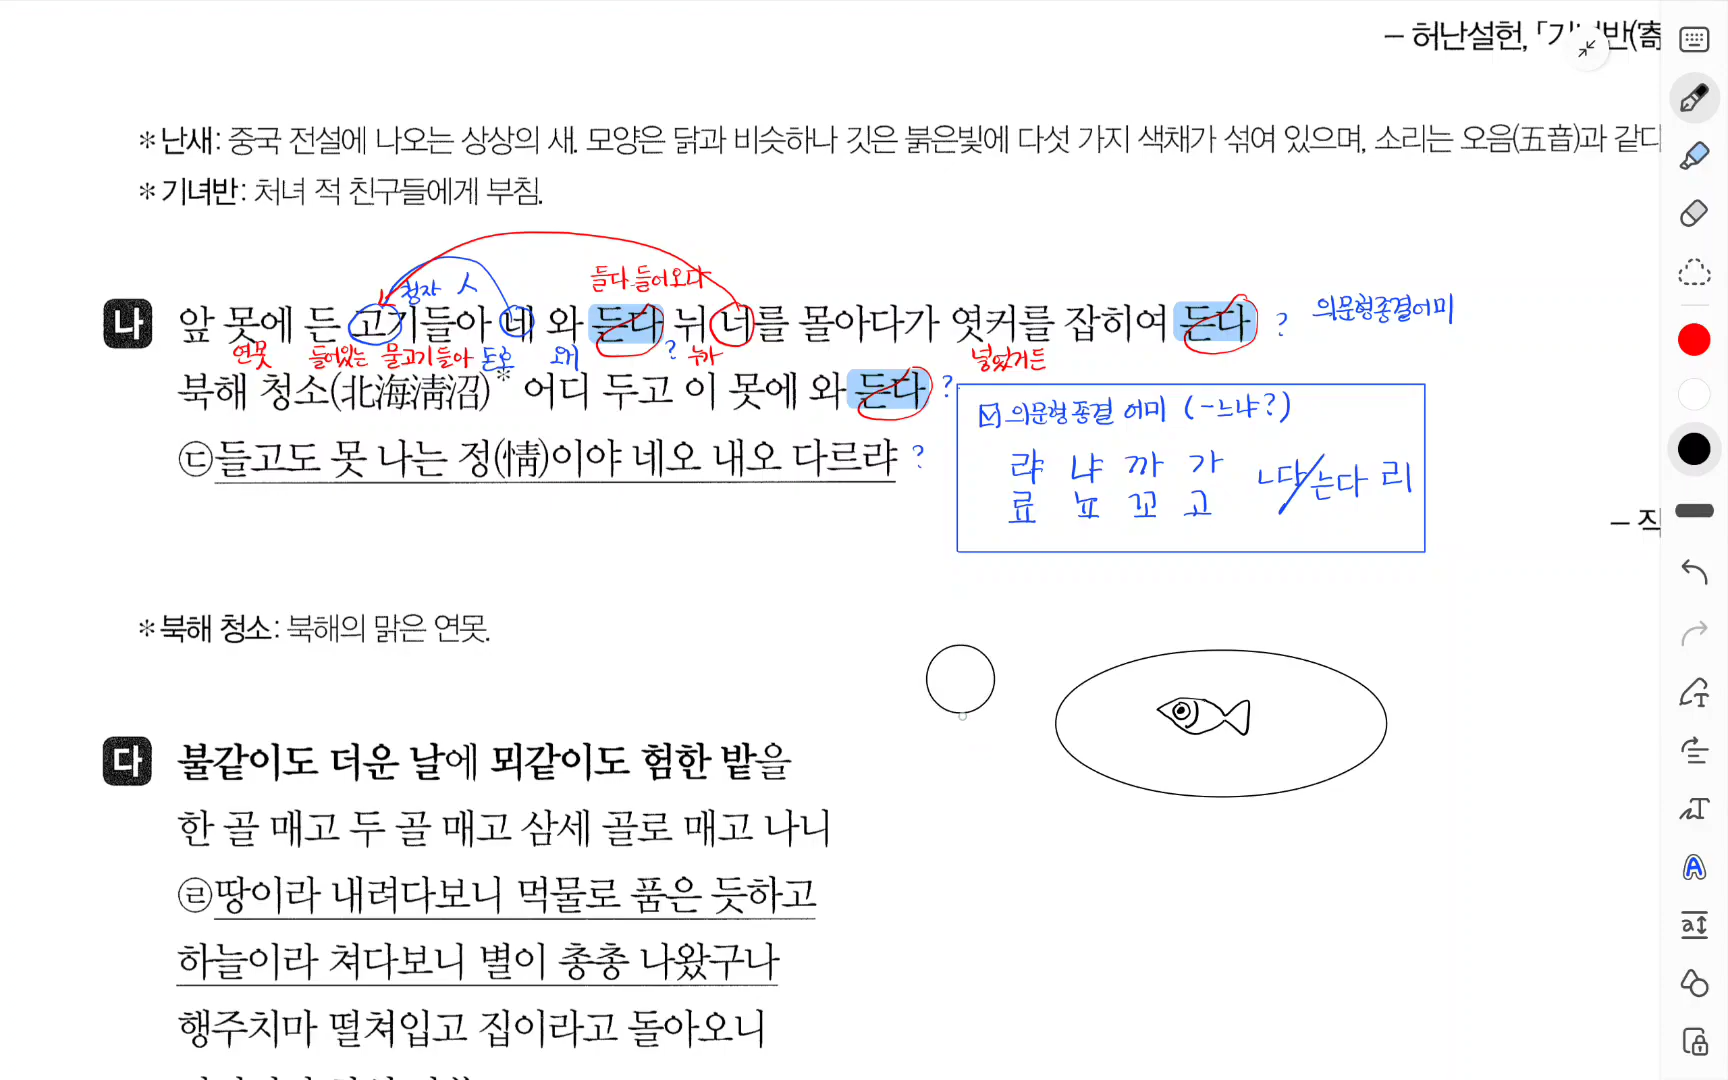 – 허난설헌, 「기녀반(寄
*난새: 중국 전설에 나오는 상상의 새. 모양은 닭과 비슷하나 깃은 붉은빛에 다섯 가지 색채가 섞여 있으며, 소리는 오음(五音)과 같다
*기녀반: 처녀 적 친구들에게 부침.
청자 시 들다. 들어오다
나 앞 못에 든 고기들아 네 와 든다 뉘 너를 몰아다가 엿커를 잡히여 든다 ? 의문형종결어미
연못 들어있는 물고기들아 왜 ? 누가 넣었거든
북해 청소(北海淸沼)* 어디 두고 이 못에 와 든다 ?
ㄷ들고도 못 나는 정(情)이야 네오 내오 다르랴 ?
의문형 종결 어미 (-느냐?)
랴 냐 까 가 ㄴ다/는다 리
료 뇨 꼬 고
– 작
*북해 청소: 북해의 맑은 연못.
다 불같이도 더운 날에 뫼같이도 험한 밭을
한 골 매고 두 골 매고 삼세 골로 매고 나니
ㄹ땅이라 내려다보니 먹물로 품은 듯하고
하늘이라 쳐다보니 별이 총총 나왔구나
행주치마 떨쳐입고 집이라고 돌아오니